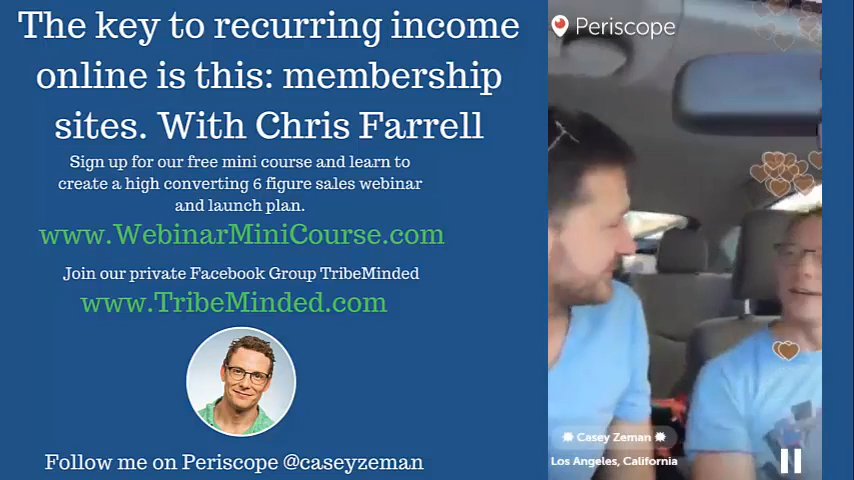 The key to recurring income
online is this: membership
sites. With Chris Farrell
Sign up for our free mini course and learn to
create a high converting 6 figure sales webinar
and launch plan.
www.WebinarMiniCourse.com
Join our private Facebook Group TribeMinded
www.TribeMinded.com
Follow me on Periscope @caseyzeman
Periscope
Casey Zeman
Los Angeles, California